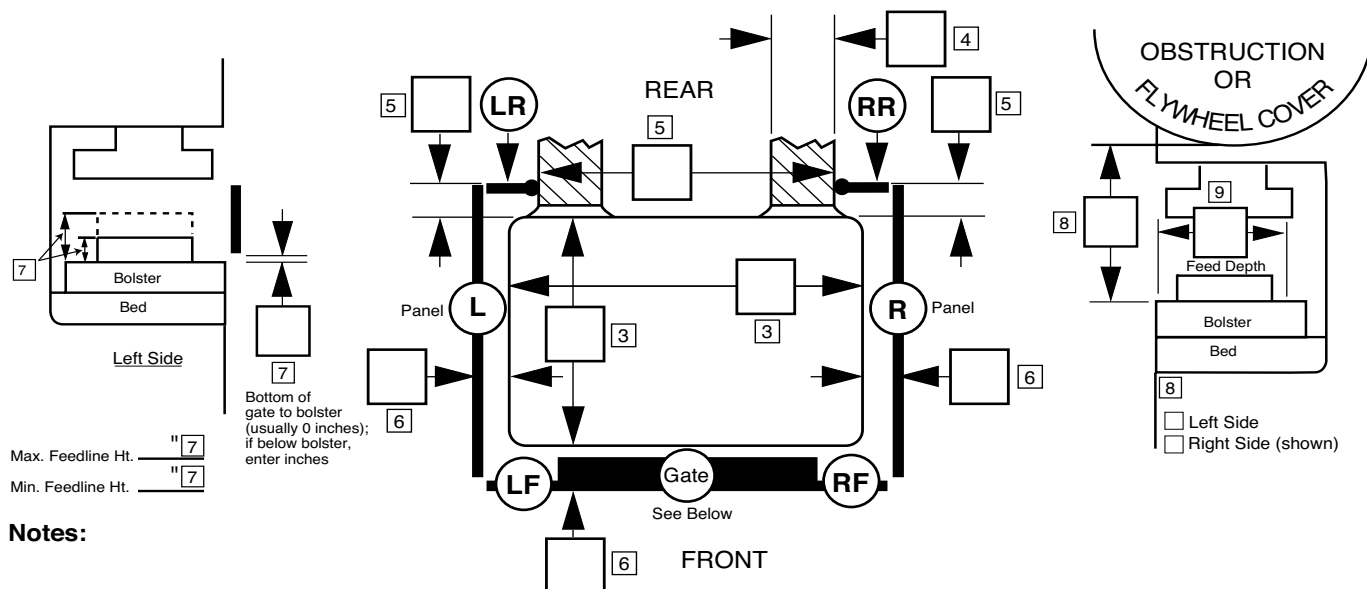 7
Bolster
Bed
Left Side
7
Bottom of
gate to bolster
(usually 0 inches);
if below bolster,
enter inches
Max. Feedline Ht. ______ " 7
Min. Feedline Ht. ______ " 7
Notes:
4
REAR
5
LR
5
RR
5
Panel
L
3
3
R
Panel
6
6
LF
Gate
RF
See Below
6
FRONT
OBSTRUCTION
OR
FLYWHEEL COVER
8
9
Feed Depth
Bolster
Bed
8
Left Side
Right Side (shown)